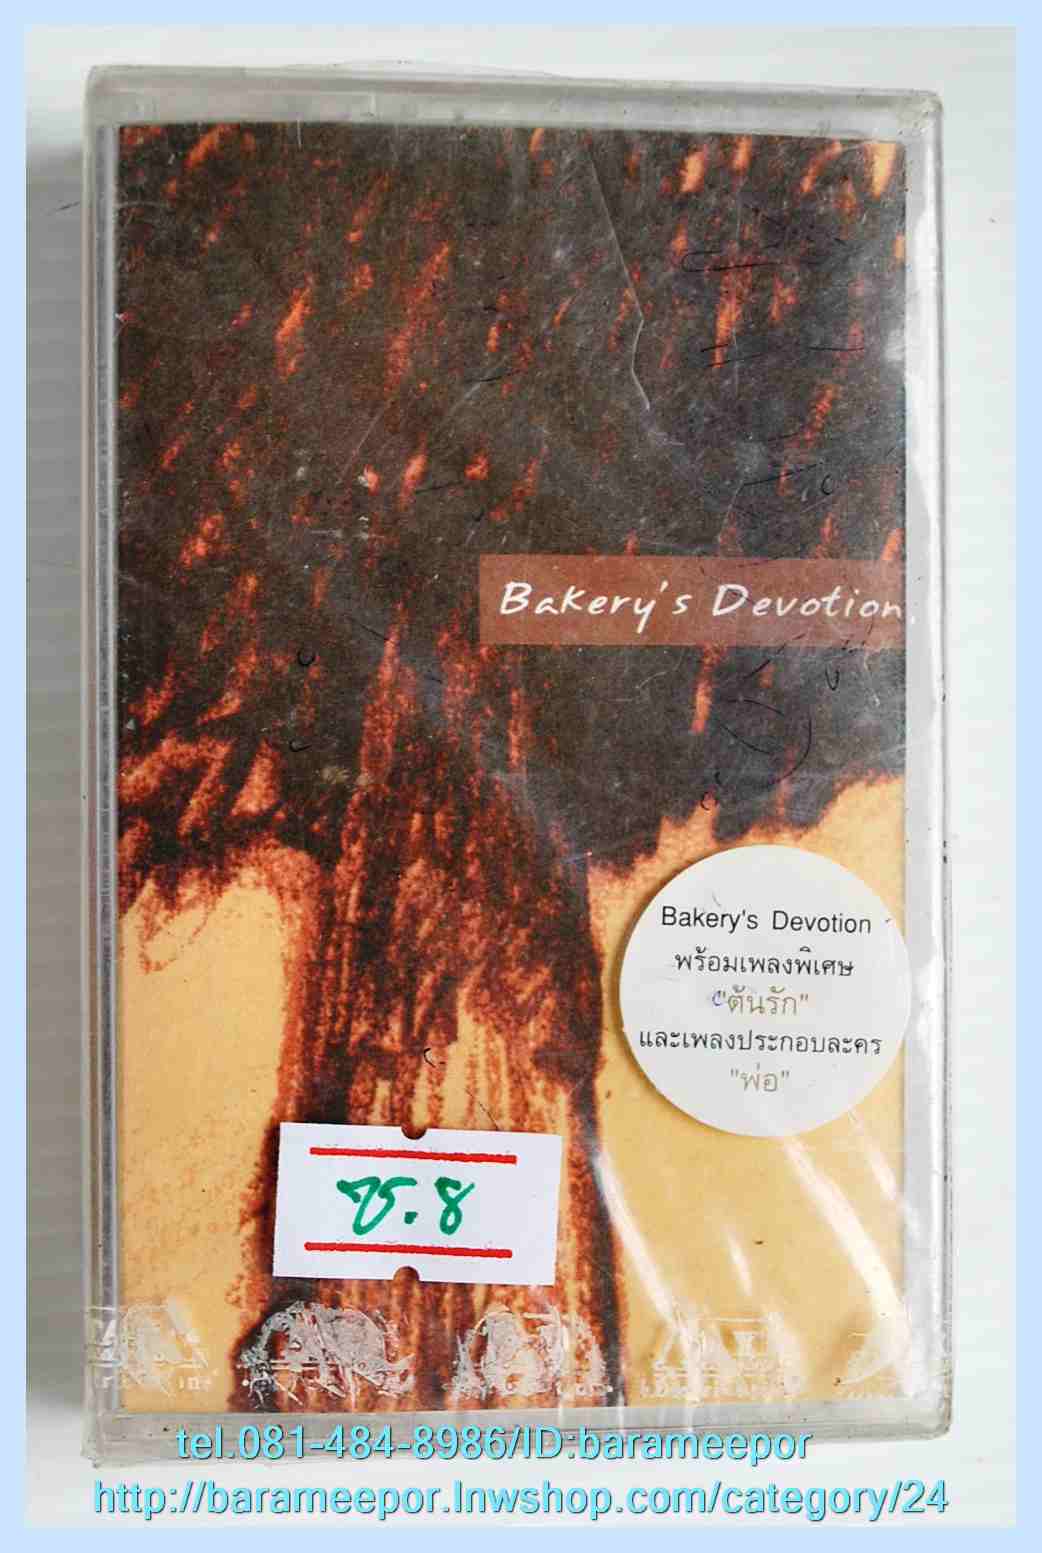 Bakery's Devotion.
Bakery's Devotion
พร้อมเพลงพิเศษ
"ต้นรัก"
และเพลงประกอบละคร
"พ่อ"
tel.081-484-8986/ID:barameepor
http://barameepor.lnwshop.com/category/24